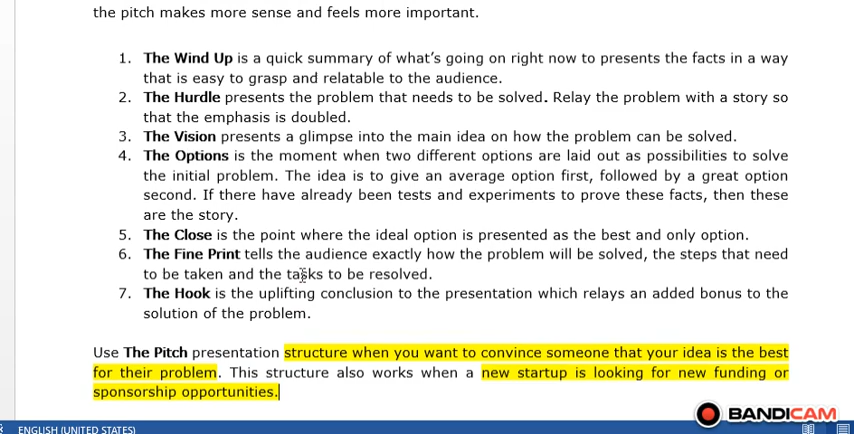 the pitch makes more sense and feels more important.
1. The Wind Up is a quick summary of what's going on right now to presents the facts in a way
that is easy to grasp and relatable to the audience.
2. The Hurdle presents the problem that needs to be solved. Relay the problem with a story so
that the emphasis is doubled.
3. The Vision presents a glimpse into the main idea on how the problem can be solved.
4. The Options is the moment when two different options are laid out as possibilities to solve
the initial problem. The idea is to give an average option first, followed by a great option
second. If there have already been tests and experiments to prove these facts, then these
are the story.
5. The Close is the point where the ideal option is presented as the best and only option.
6. The Fine Print tells the audience exactly how the problem will be solved, the steps that need
to be taken and the tasks to be resolved.
7. The Hook is the uplifting conclusion to the presentation which relays an added bonus to the
solution of the problem.
Use The Pitch presentation structure when you want to convince someone that your idea is the best
for their problem. This structure also works when a new startup is looking for new funding or
sponsorship opportunities.
BANDICAM
ENGLISH (UNITED STATES)